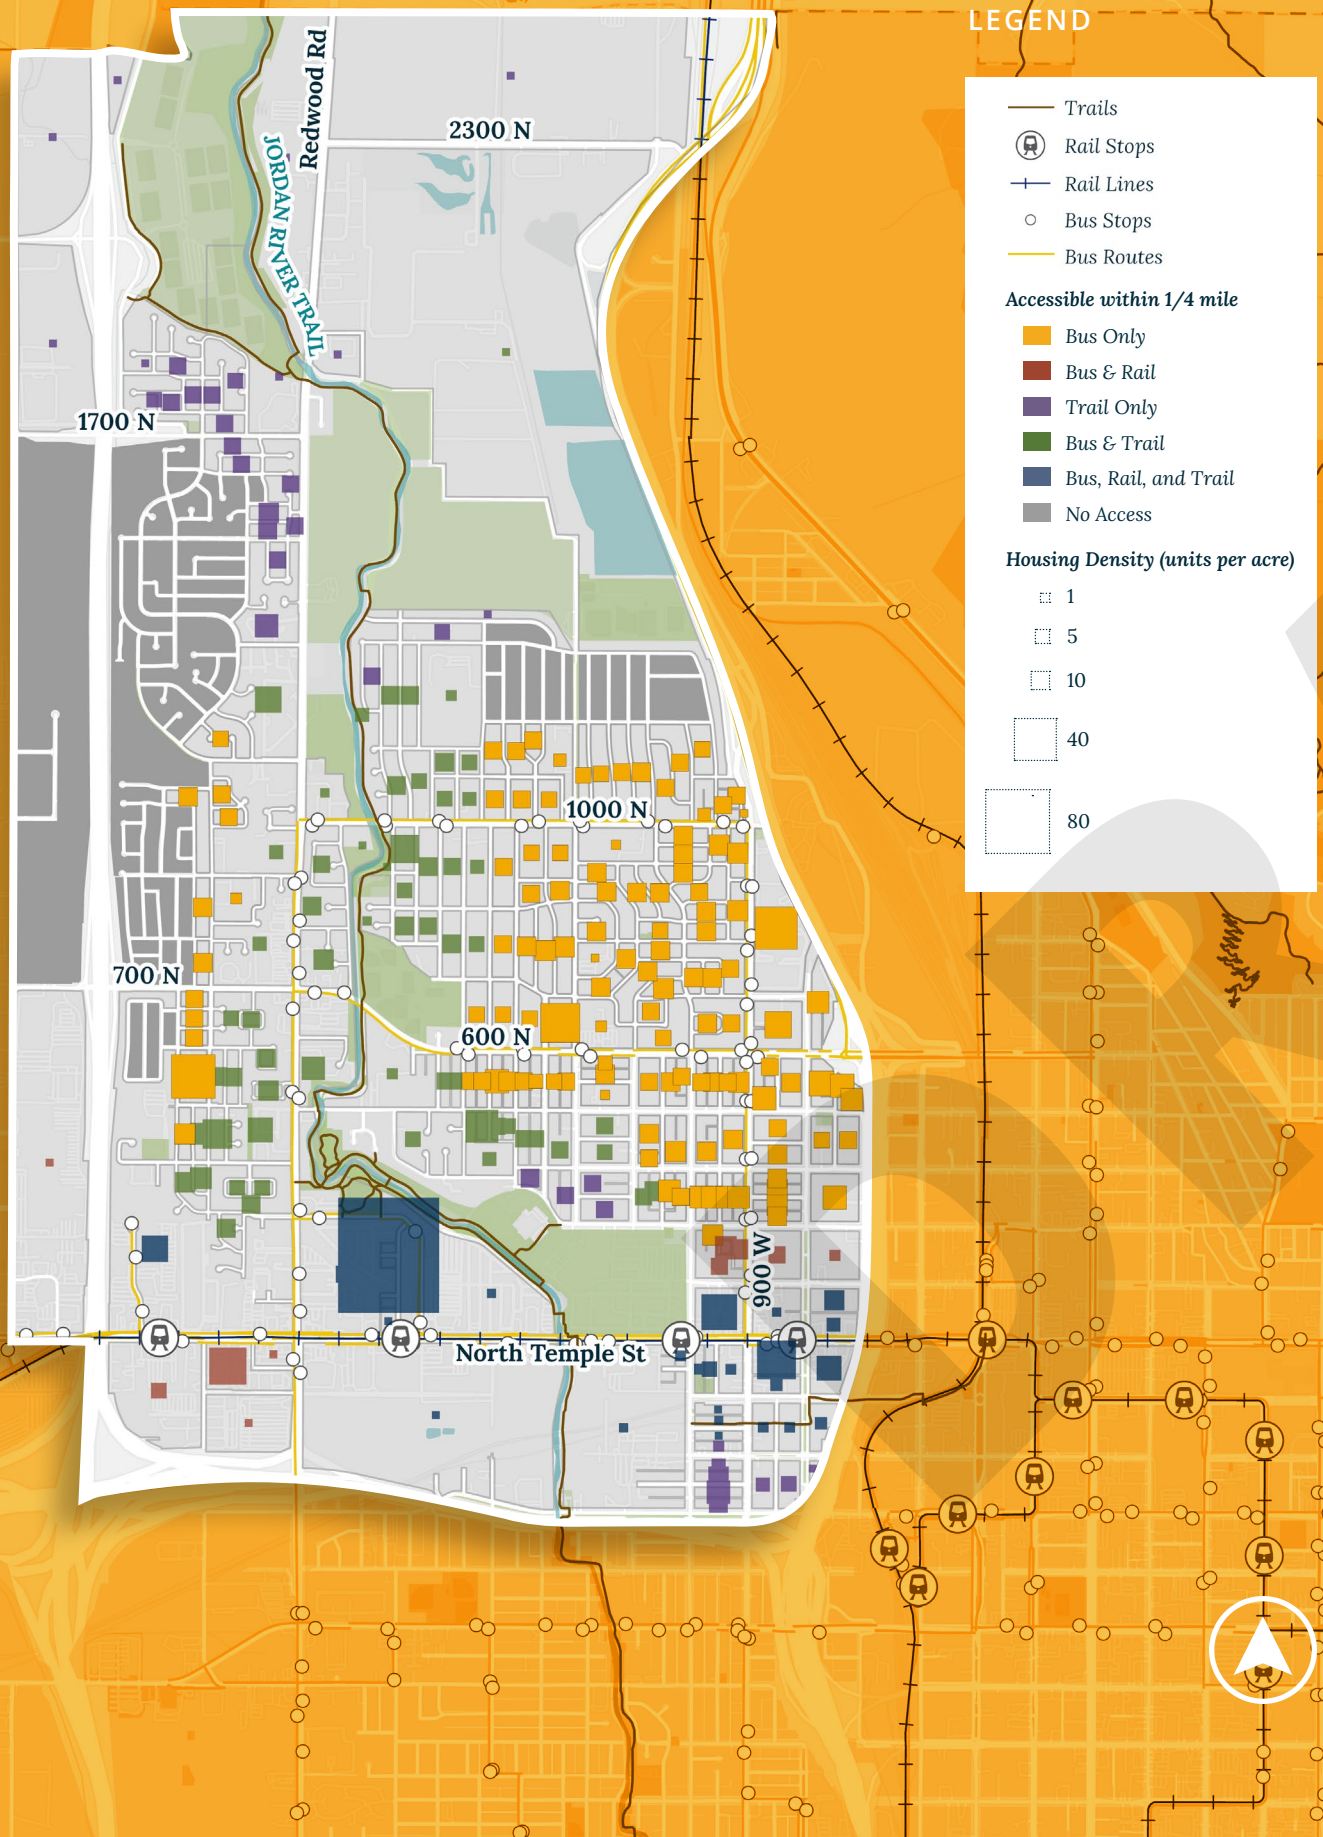 LEGEND
Trails
Rail Stops
Rail Lines
Bus Stops
Bus Routes
Accessible within 1/4 mile
Bus Only
Bus & Rail
Trail Only
Bus & Trail
Bus, Rail, and Trail
No Access
Housing Density (units per acre)
1
5
10
40
80
Redwood Rd
2300 N
JORDAN RIVER TRAIL
1700 N
1000 N
700 N
600 N
900 W
North Temple St
DR